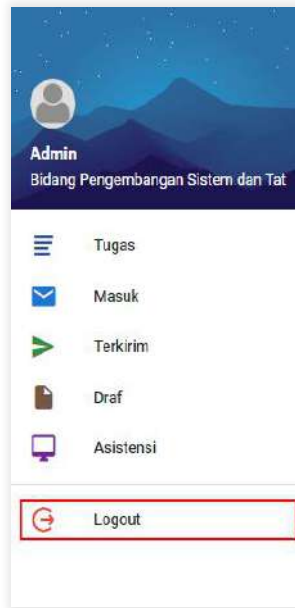 Admin
Bidang Pengembangan Sistem dan Tat
Tugas
Masuk
Terkirim
Draf
Asistensi
Logout